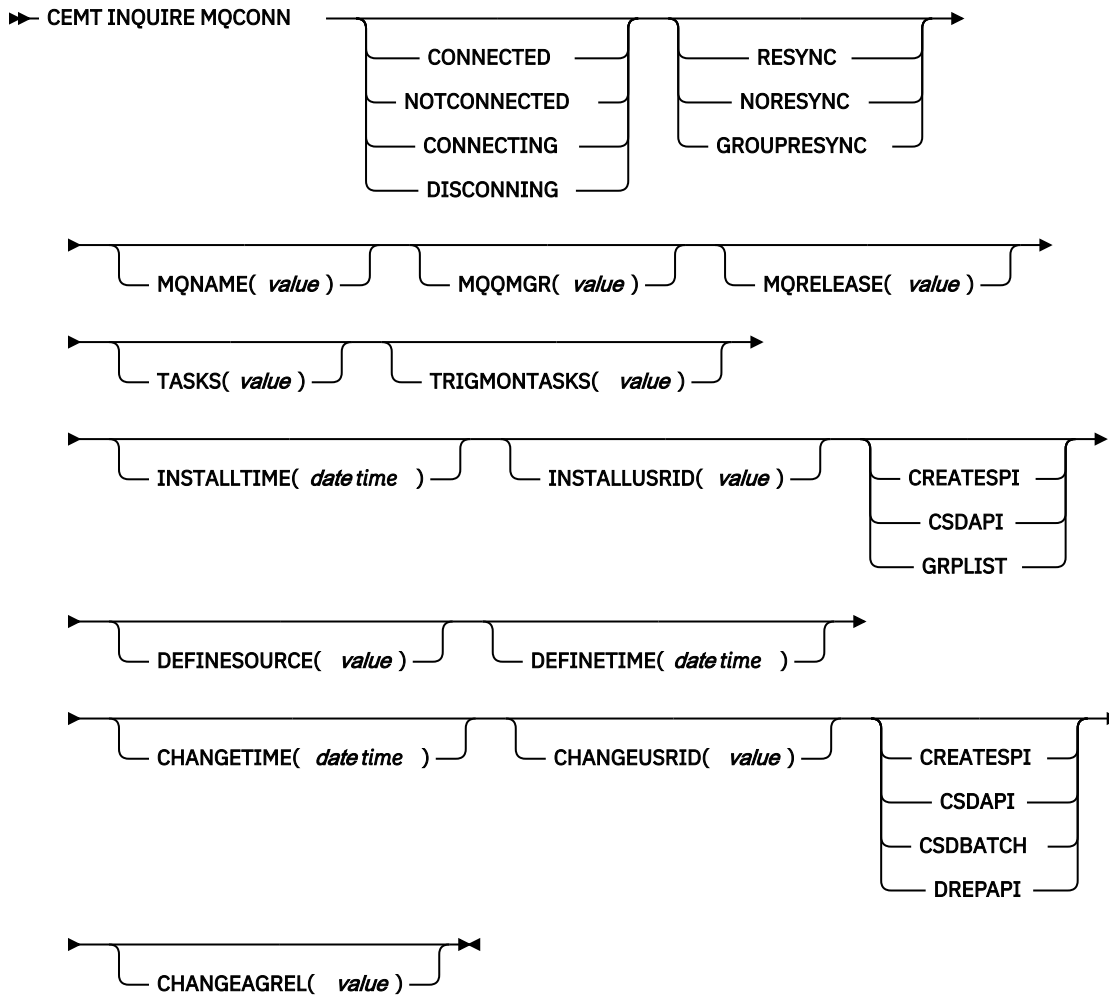 CEMT INQUIRE MQCONN
CONNECTED
NOTCONNECTED
CONNECTING
DISCONNING
RESYNC
NORESYNC
GROUPRESYNC
MQNAME( value ) MQQMGR( value ) MQRELEASE( value )
TASKS( value ) TRIGMONTASKS( value )
INSTALLTIME( date time ) INSTALLUSRID( value )
CREATESPI
CSDAPI
GRPLIST
DEFINESOURCE( value ) DEFINETIME( date time )
CHANGETIME( date time ) CHANGEUSRID( value )
CREATESPI
CSDAPI
CSDBATCH
DREPAPI
CHANGEAGREL( value )